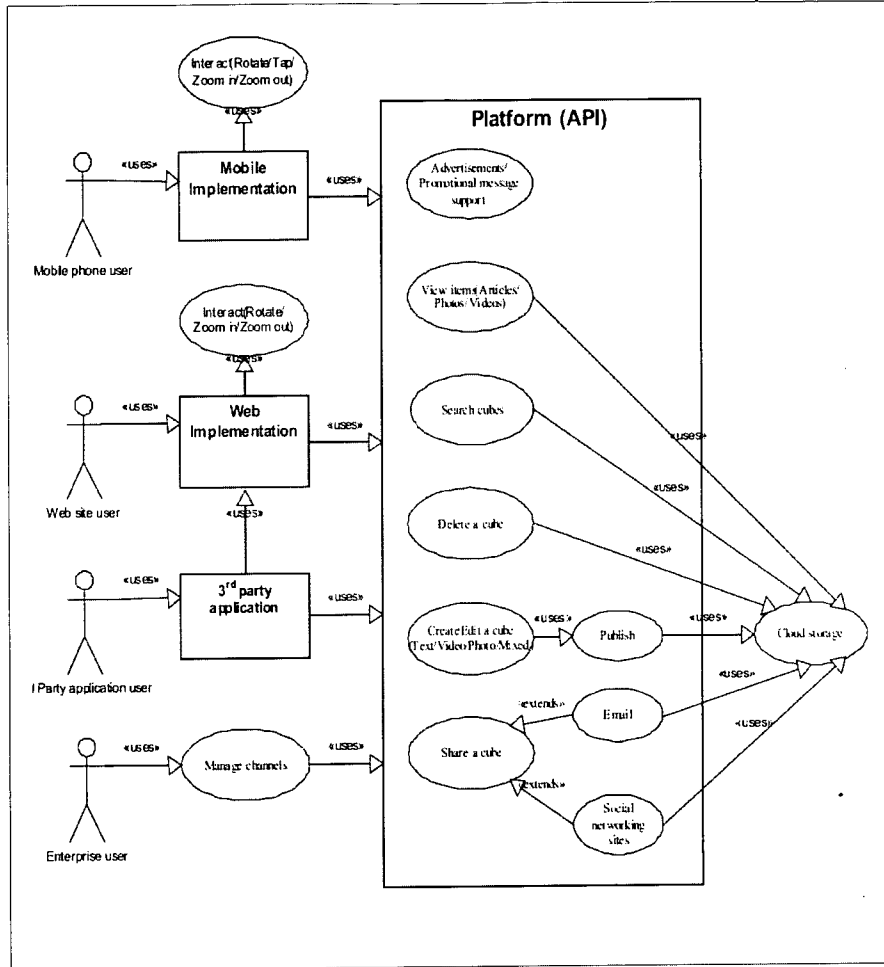 Interact(Rotate/Tap/
Zoom in/Zoom out)
«uses»
Platform (API)
Mobile
Implementation
«uses»
«uses»
Mobile phone user
Advertisements/
Promotional message
support
Interact(Rotate/
Zoom in/Zoom out)
«uses»
View items(Articles/
Photos/Videos)
Web
Implementation
«uses»
«uses»
Web site user
Search cubes
«uses»
«uses»
«uses»
3rd party
application
«uses»
«uses»
l Party application user
Delete a cube
«uses»
Create/Edit a cube
(Text/Video/Photo/Mixed)
«uses»
Publish
«uses»
Cloud storage
Manage channels
«uses»
«uses»
Enterprise user
Share a cube
«extends»
Email
«uses»
«extends»
Social
networking
sites
«uses»